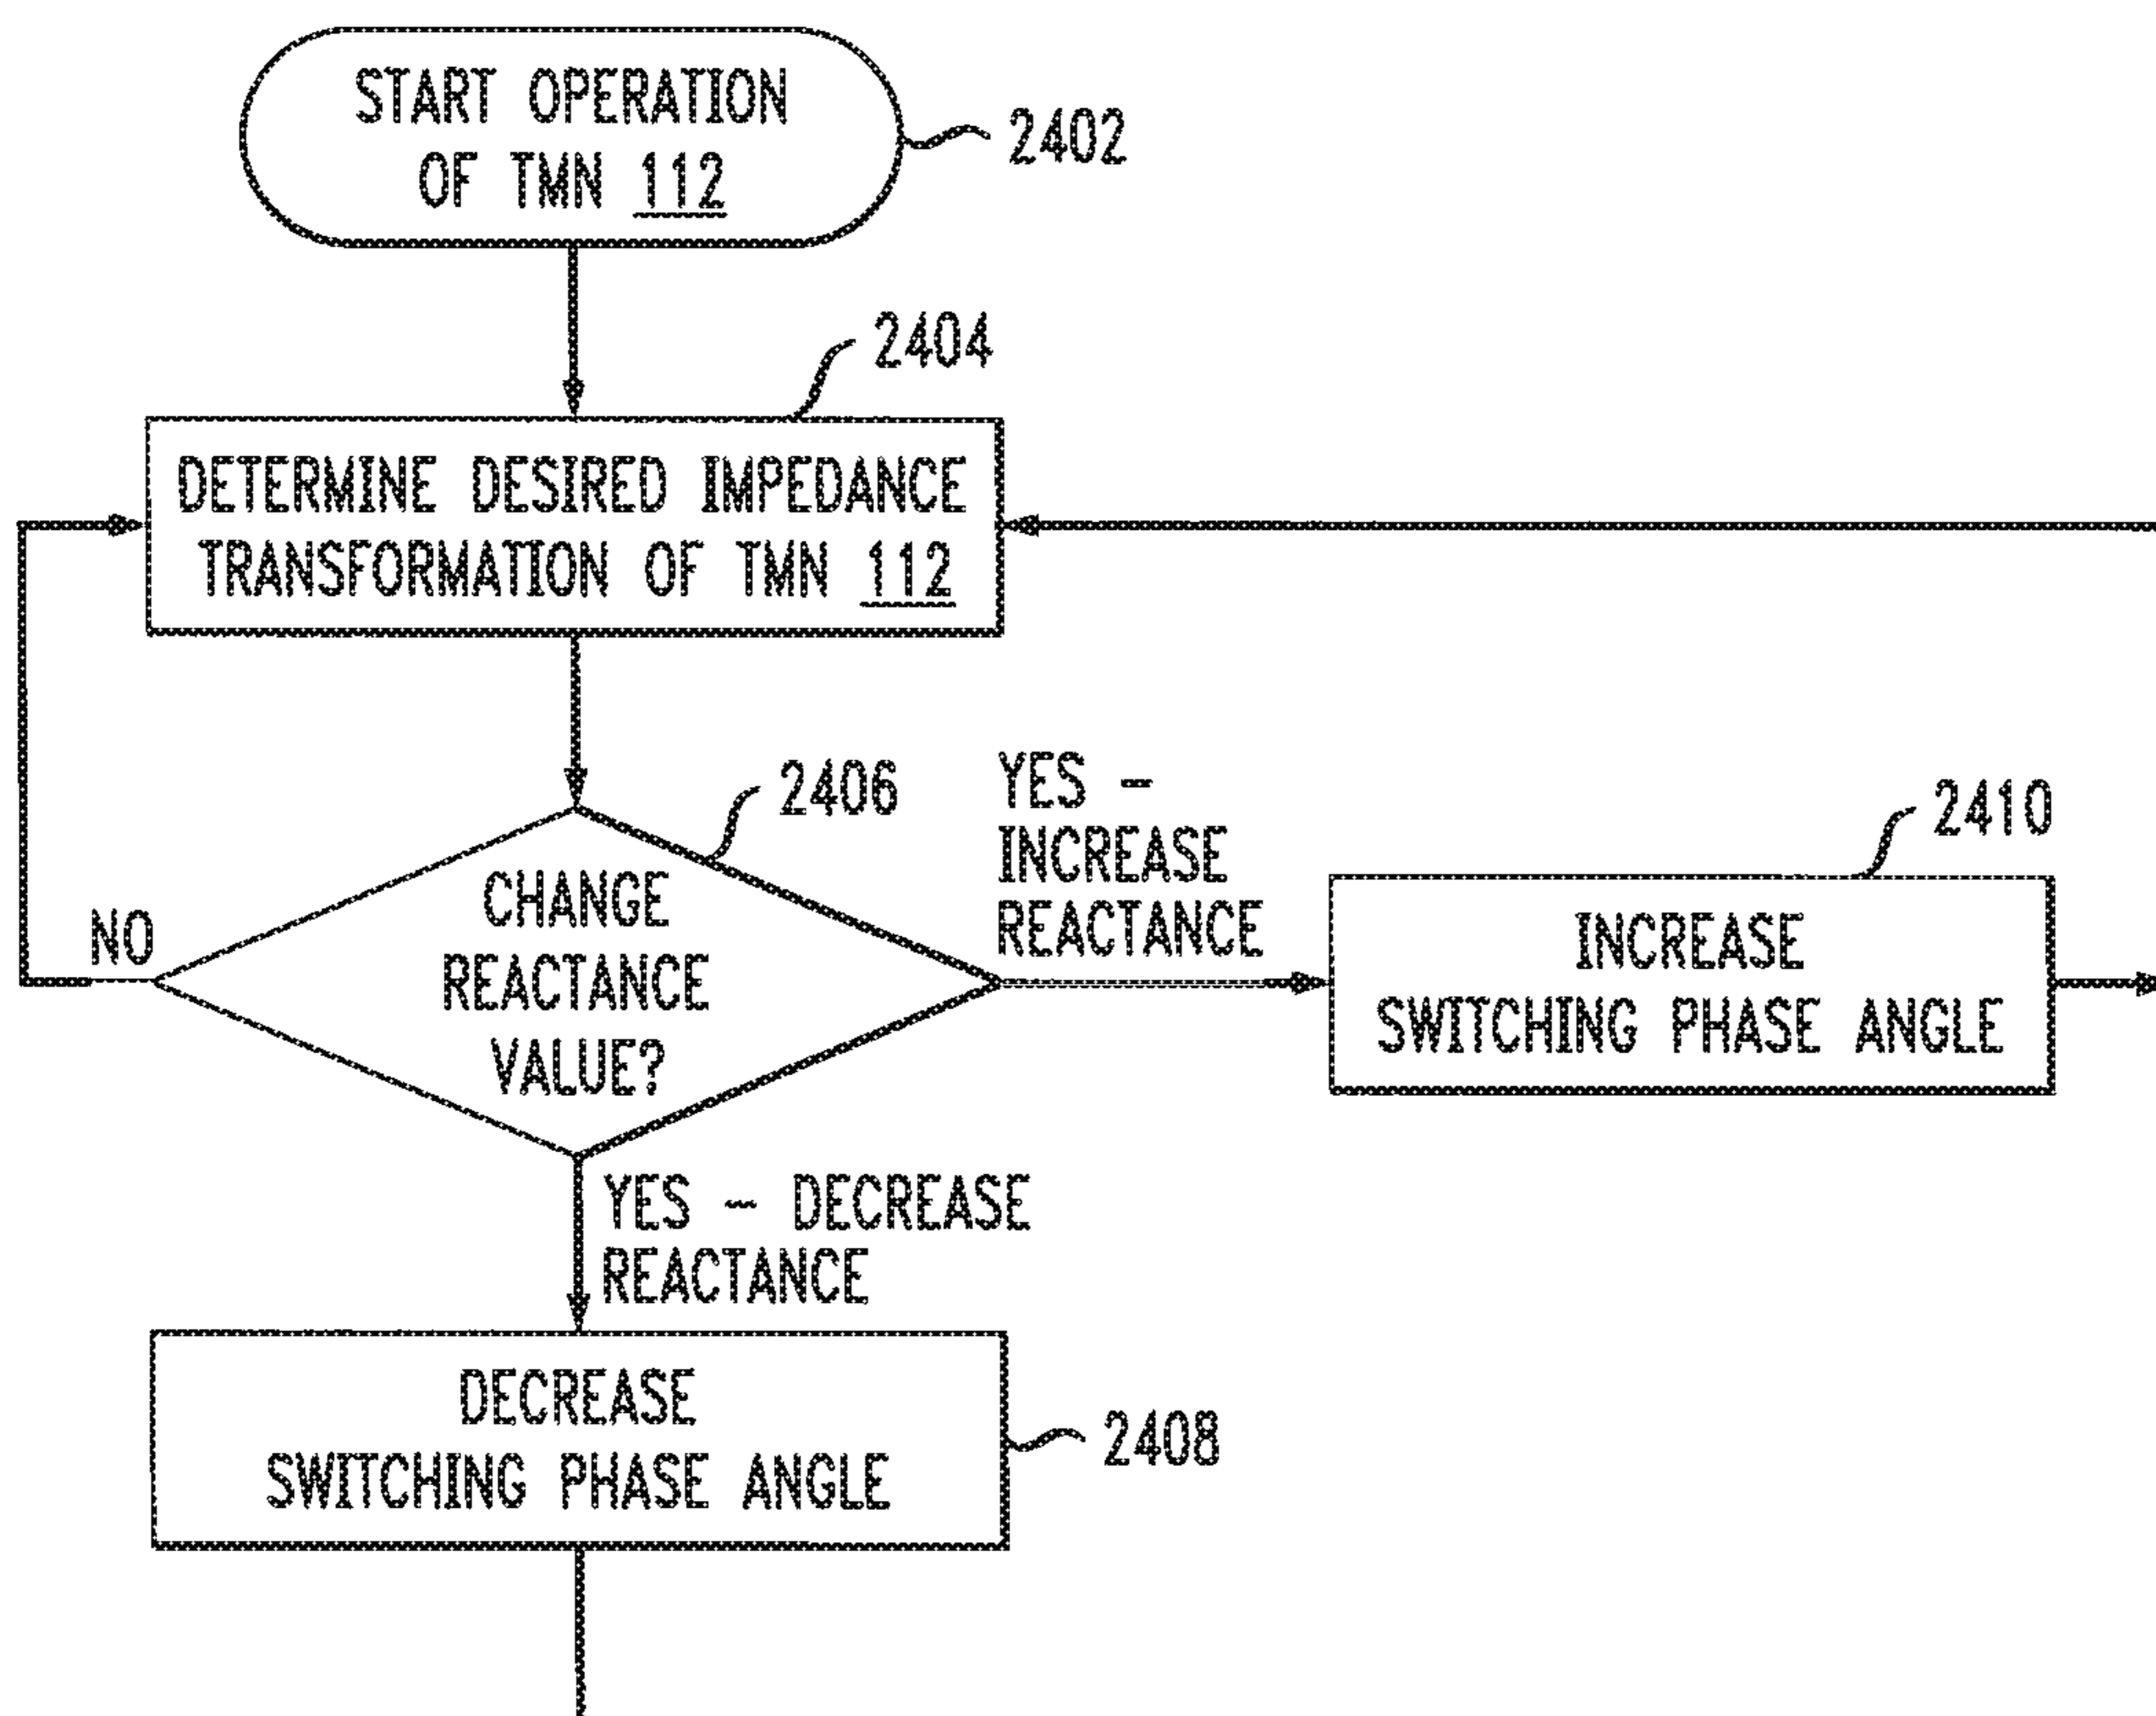 START OPERATION
OF TMN 112
2402
2404
DETERMINE DESIRED IMPEDANCE
TRANSFORMATION OF TMN 112
2406
CHANGE
REACTANCE
VALUE?
NO
YES -
INCREASE
REACTANCE
2410
INCREASE
SWITCHING PHASE ANGLE
YES - DECREASE
REACTANCE
DECREASE
SWITCHING PHASE ANGLE
2408